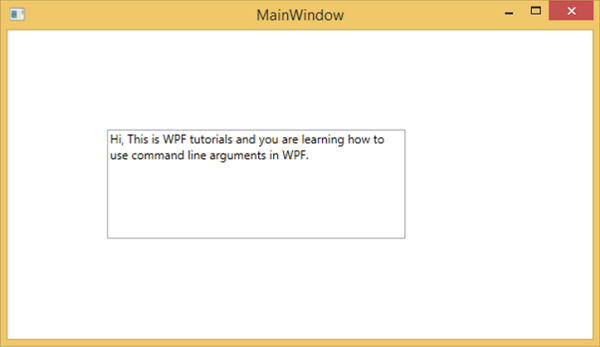 MainWindow
Hi, This is WPF tutorials and you are learning how to
use command line arguments in WPF.